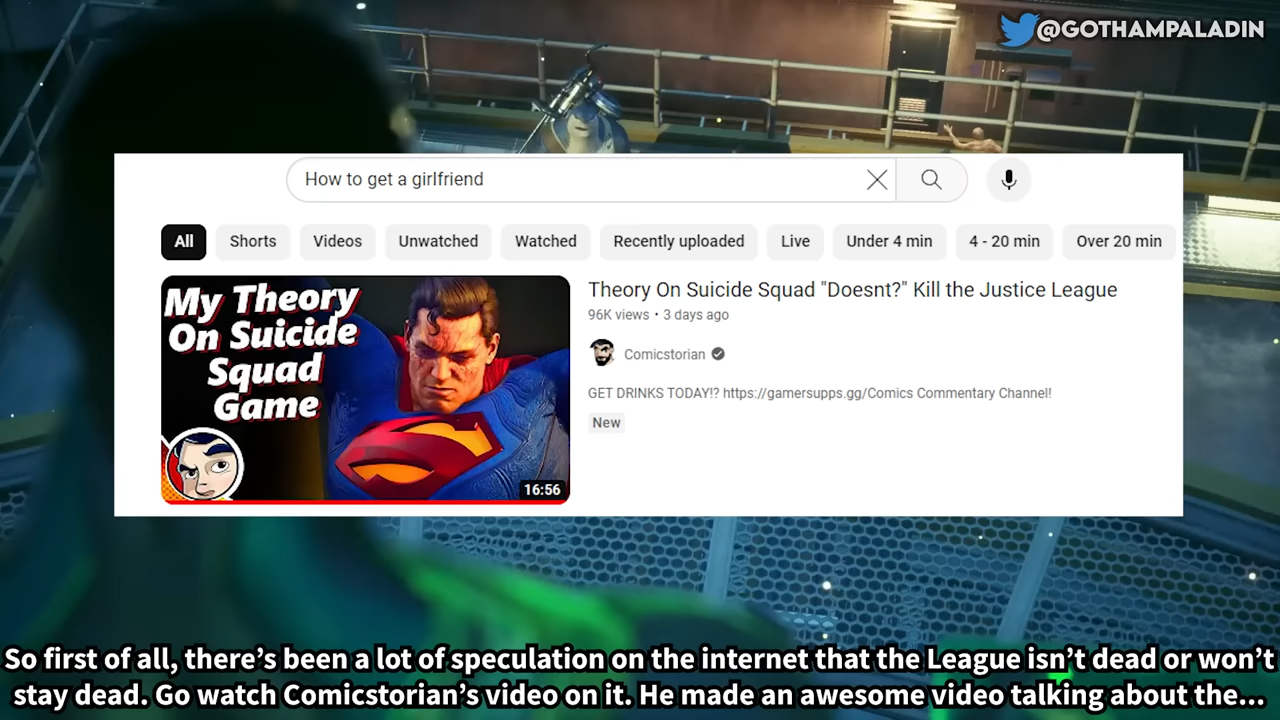 @GOTHAMPALADIN
How to get a girlfriend
All Shorts Videos Unwatched Watched Recently uploaded Live Under 4 min 4 - 20 min Over 20 min
My Theory
On Suicide
Squad
Game
16:56
Theory On Suicide Squad "Doesnt?" Kill the Justice League
96K views • 3 days ago
Comicstorian
GET DRINKS TODAY!? https://gamersupps.gg/Comics Commentary Channel!
New
So first of all, there's been a lot of speculation on the internet that the League isn't dead or won't
stay dead. Go watch Comicstorian's video on it. He made an awesome video talking about the...